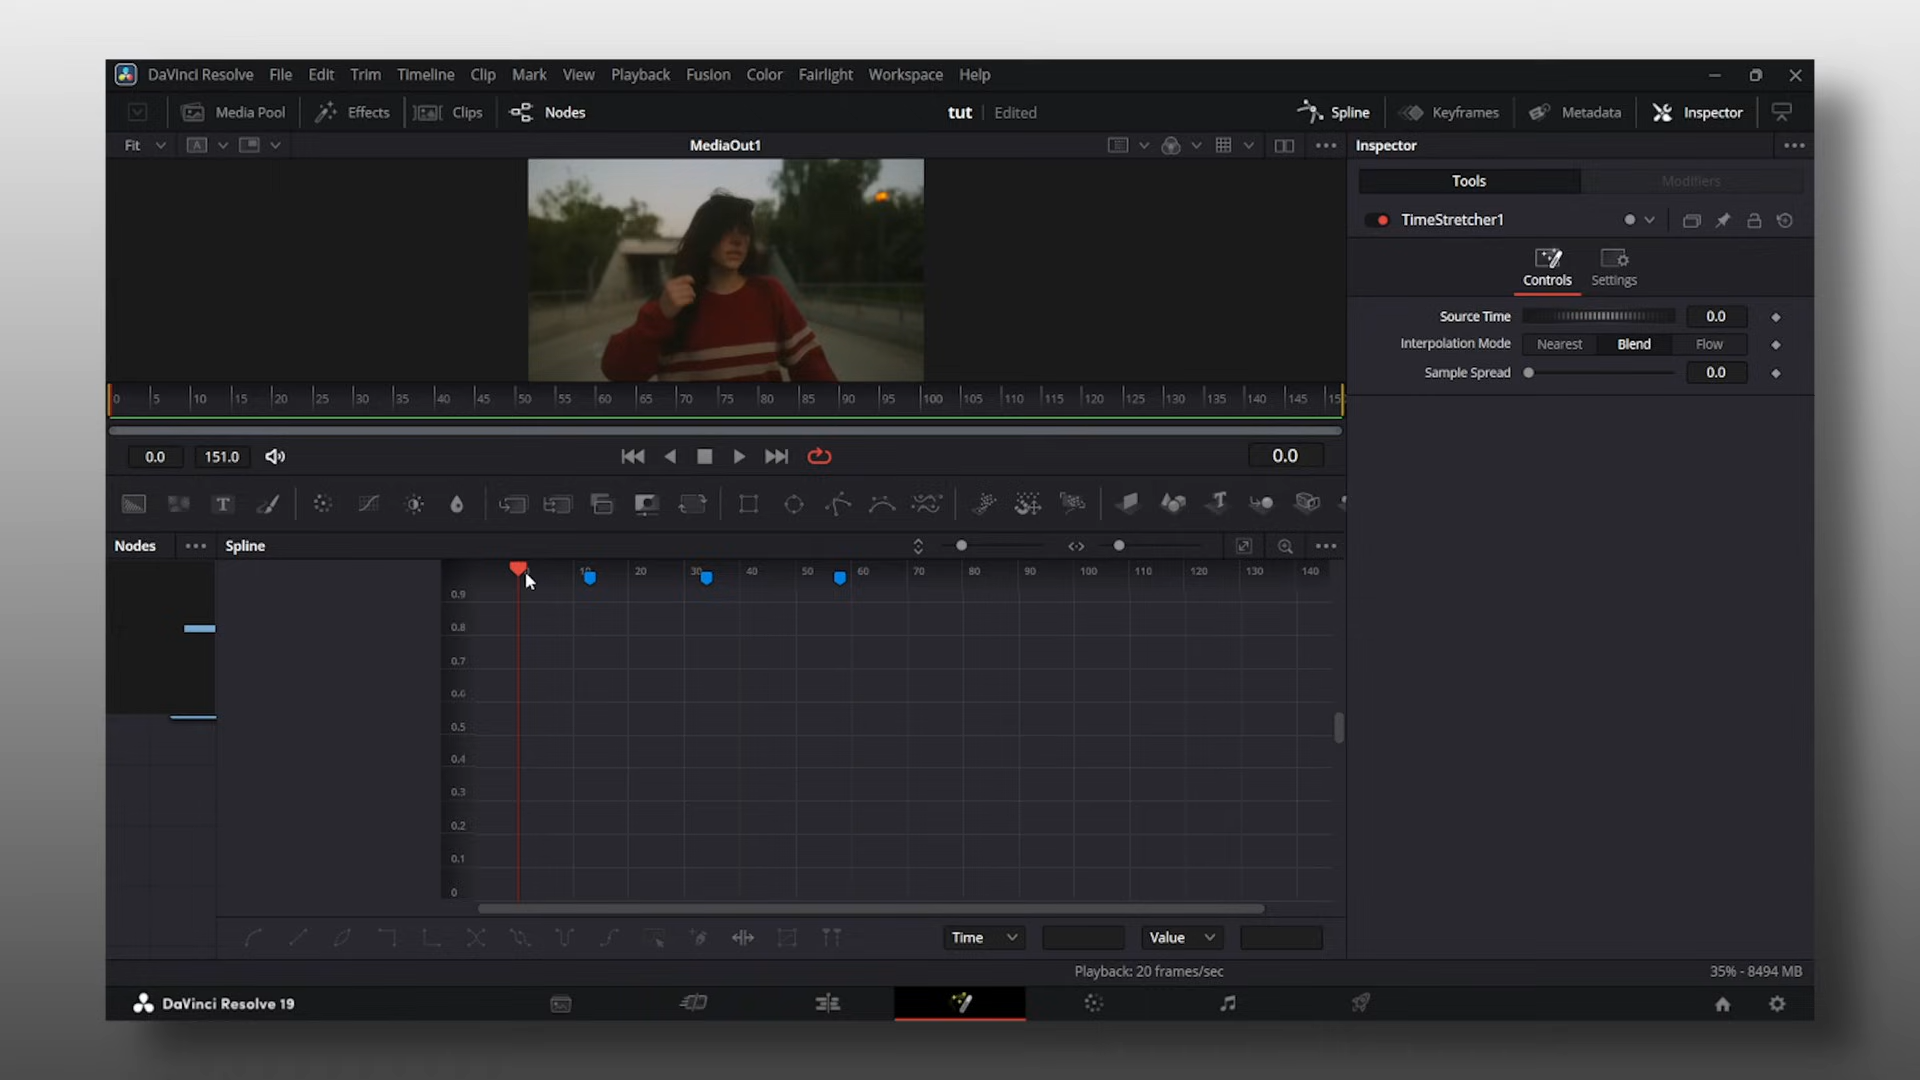 DaVinci Resolve File Edit Trim Timeline Clip Mark View Playback Fusion Color Fairlight Workspace Help
Media Pool Effects Clips Nodes tut Edited Spline Keyframes Metadata Inspector
Fit A MediaOut1 Inspector
Tools Modifiers
TimeStretcher1
Controls Settings
Source Time 0.0
Interpolation Mode Nearest Blend Flow
Sample Spread 0.0
0 5 10 15 20 25 30 35 40 45 50 55 60 65 70 75 80 85 90 95 100 105 110 115 120 125 130 135 140 145
0.0 151.0 0.0
T T
Nodes Spline
20 40 50 60 70 80 90 100 110 120 130 140
0.9
0.8
0.7
0.6
0.5
0.4
0.3
0.2
0.1
0
Time Value
Playback: 20 frames/sec 35% - 8494 MB
DaVinci Resolve 19